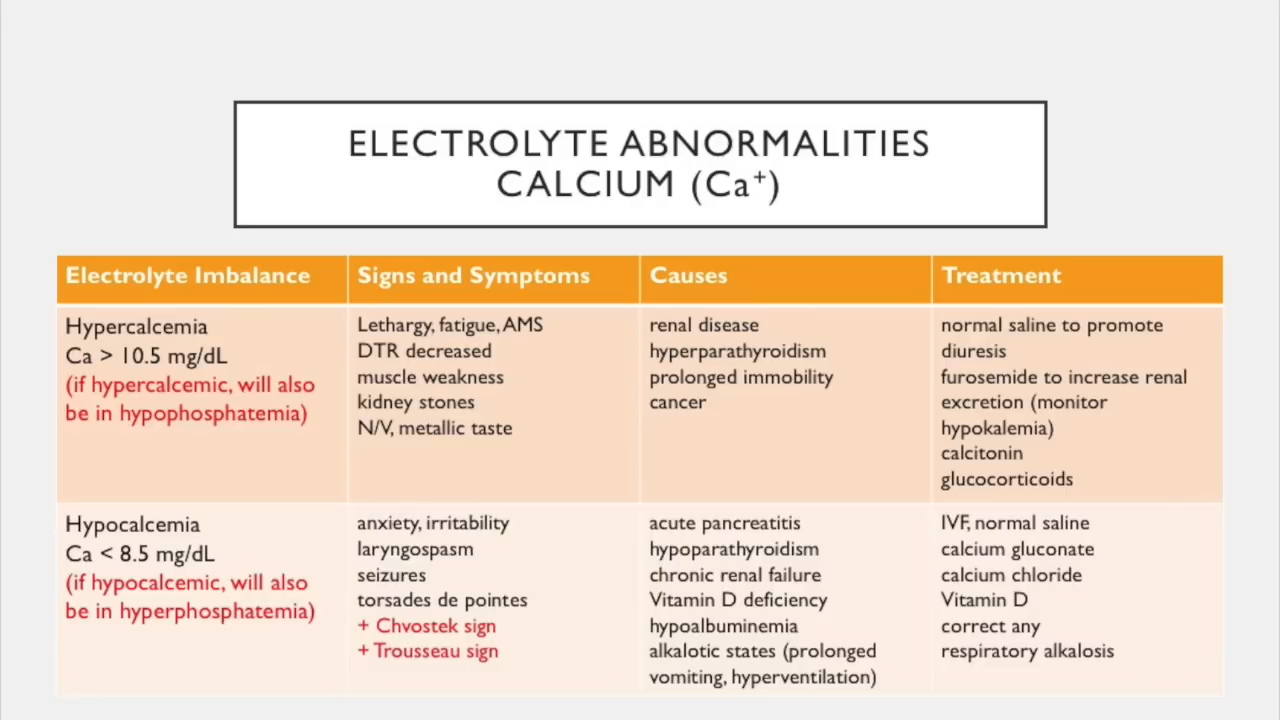 ELECTROLYTE ABNORMALITIES
CALCIUM (Ca⁺)
Electrolyte Imbalance
Signs and Symptoms
Causes
Treatment
Hypercalcemia
Ca > 10.5 mg/dL
(if hypercalcemic, will also
be in hypophosphatemia)
Lethargy, fatigue, AMS
DTR decreased
muscle weakness
kidney stones
N/V, metallic taste
renal disease
hyperparathyroidism
prolonged immobility
cancer
normal saline to promote
diuresis
furosemide to increase renal
excretion (monitor
hypokalemia)
calcitonin
glucocorticoids
Hypocalcemia
Ca < 8.5 mg/dL
(if hypocalcemic, will also
be in hyperphosphatemia)
anxiety, irritability
laryngospasm
seizures
torsades de pointes
+ Chvostek sign
+ Trousseau sign
acute pancreatitis
hypoparathyroidism
chronic renal failure
Vitamin D deficiency
hypoalbuminemia
alkalotic states (prolonged
vomiting, hyperventilation)
IVF, normal saline
calcium gluconate
calcium chloride
Vitamin D
correct any
respiratory alkalosis